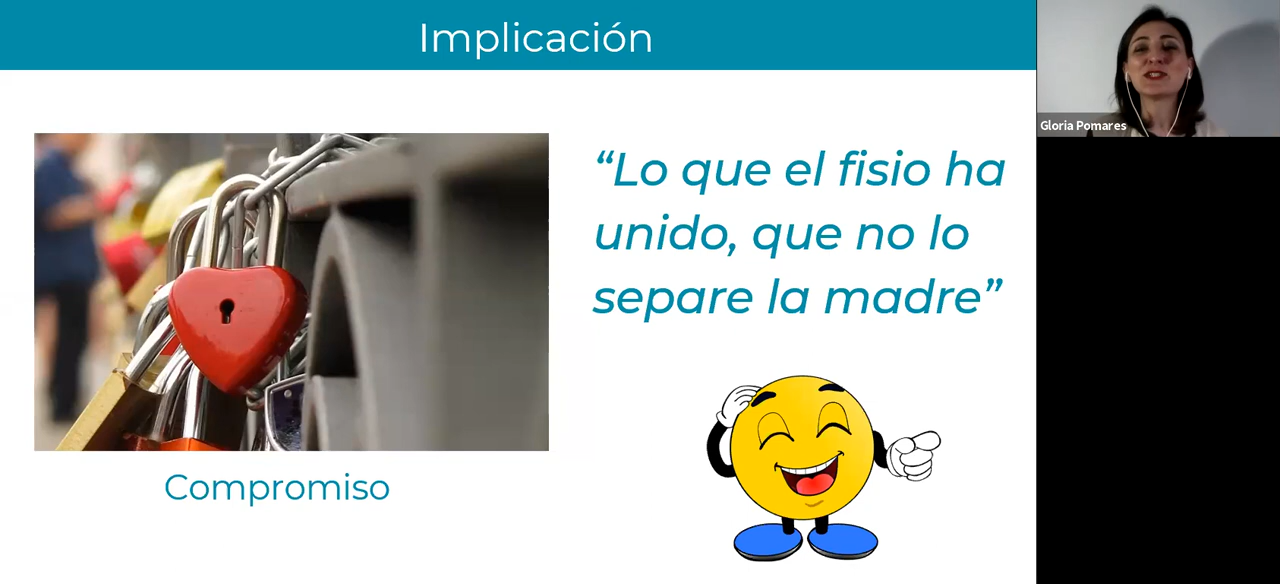 Implicación
Gloria Pomares
“Lo que el fisio ha
unido, que no lo
separe la madre”
Compromiso